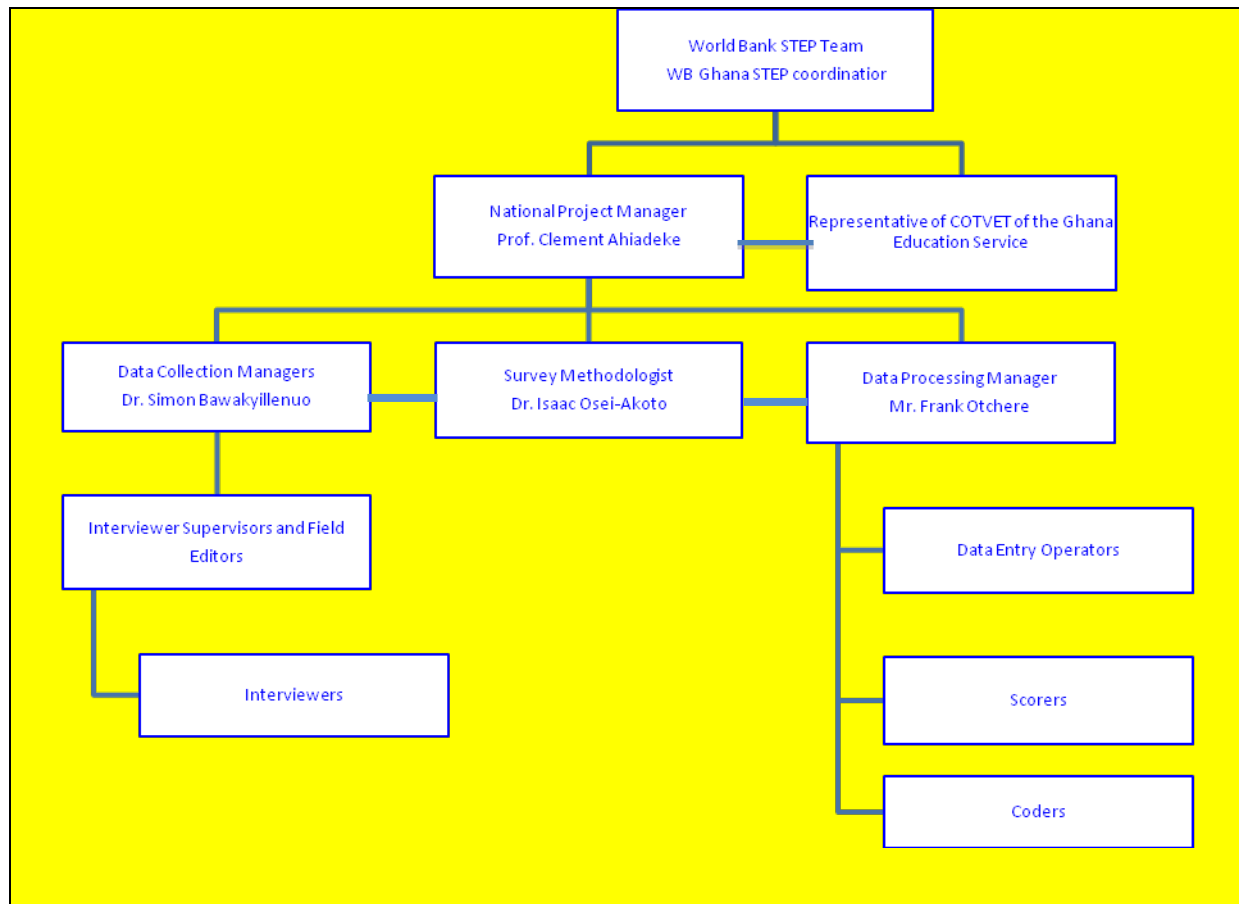 World Bank STEP Team
WB Ghana STEP coordinatior
National Project Manager
Prof. Clement Ahiadeke
Representative of COTVET of the Ghana
Education Service
Data Collection Managers
Dr. Simon Bawakyillenuo
Survey Methodologist
Dr. Isaac Osei-Akoto
Data Processing Manager
Mr. Frank Otchere
Interviewer Supervisors and Field
Editors
Data Entry Operators
Interviewers
Scorers
Coders